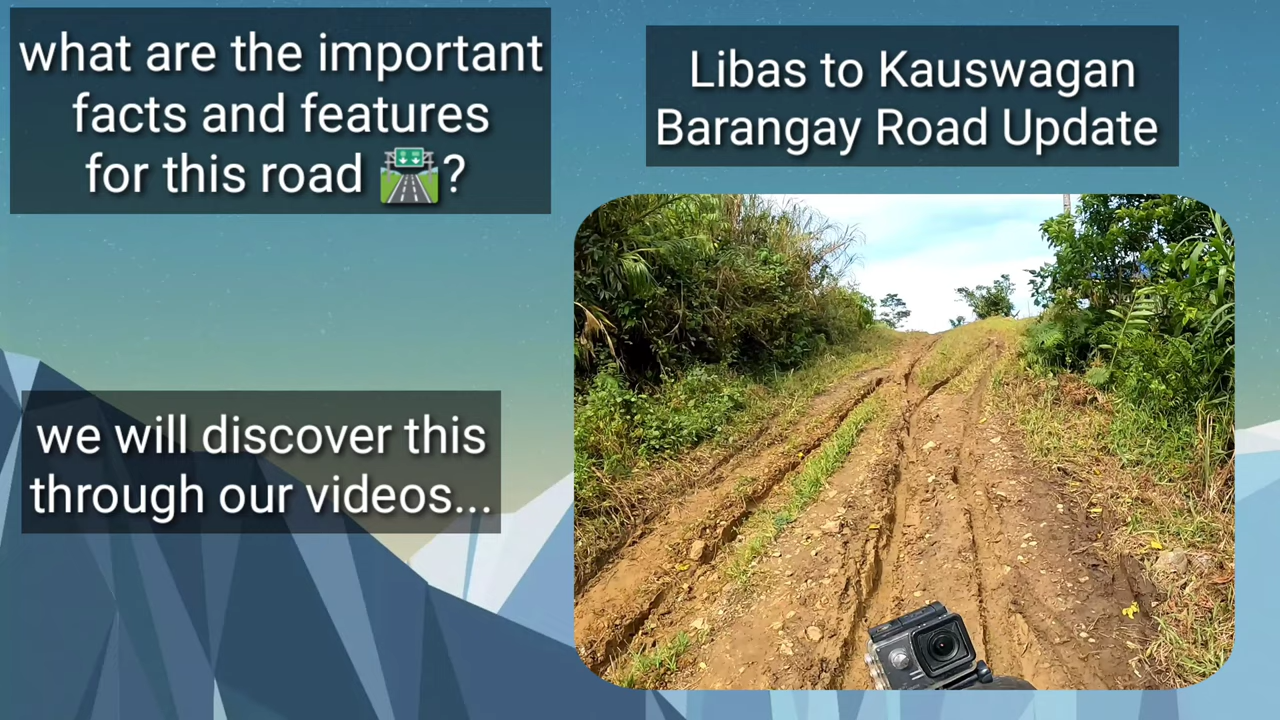 what are the important
facts and features
for this road 🛣️?
Libas to Kauswagan
Barangay Road Update
we will discover this
through our videos...